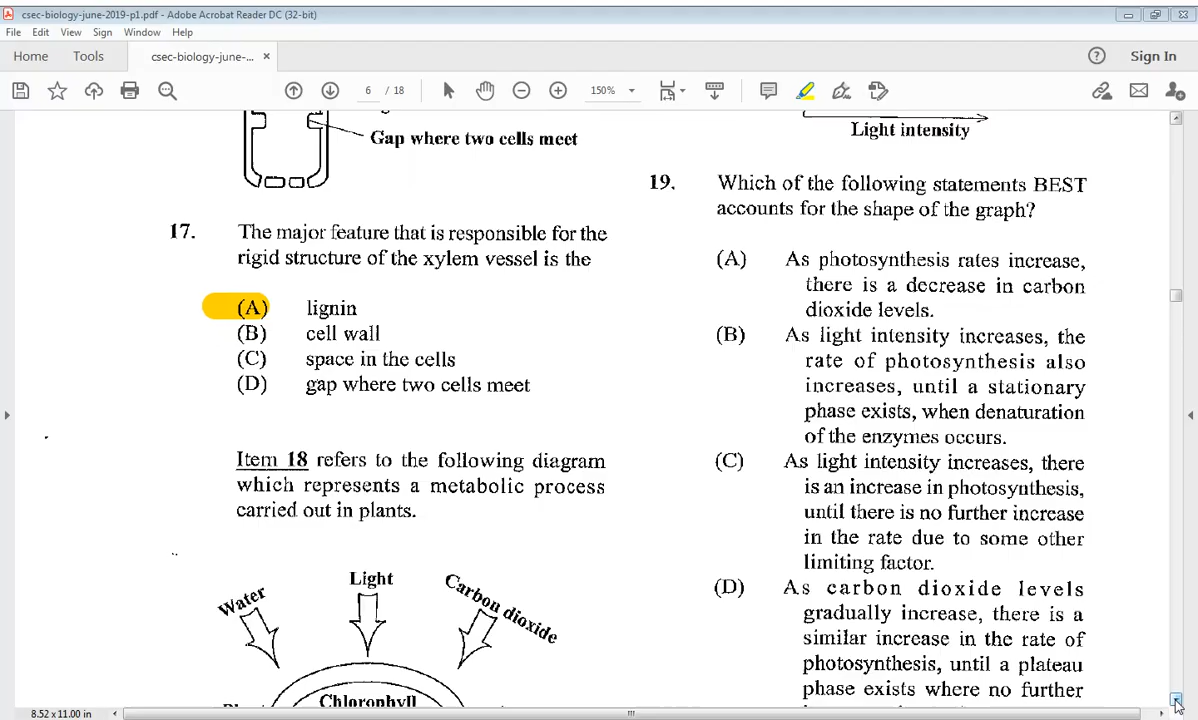 csec-biology-june-2019-p1.pdf - Adobe Acrobat Reader DC (32-bit)
File Edit View Sign Window Help
Home Tools csec-biology-june-... × Sign In
6 / 18 150%
Gap where two cells meet
17. The major feature that is responsible for the
rigid structure of the xylem vessel is the
(A) lignin
(B) cell wall
(C) space in the cells
(D) gap where two cells meet
Item 18 refers to the following diagram
which represents a metabolic process
carried out in plants.
Water
Light
Carbon dioxide
Chlorophyll
Light intensity
19. Which of the following statements BEST
accounts for the shape of the graph?
(A) As photosynthesis rates increase,
there is a decrease in carbon
dioxide levels.
(B) As light intensity increases, the
rate of photosynthesis also
increases, until a stationary
phase exists, when denaturation
of the enzymes occurs.
(C) As light intensity increases, there
is an increase in photosynthesis,
until there is no further increase
in the rate due to some other
limiting factor.
(D) As carbon dioxide levels
gradually increase, there is a
similar increase in the rate of
photosynthesis, until a plateau
phase exists where no further
8.52 x 11.00 in